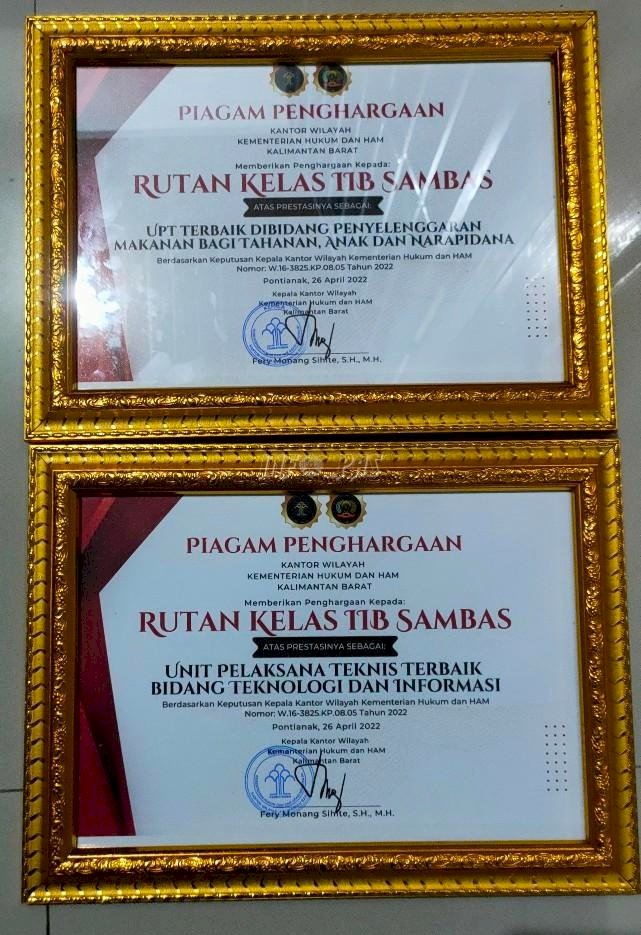 PIAGAM PENGHARGAAN
KANTOR WILAYAH
KEMENTERIAN HUKUM DAN HAM
KALIMANTAN BARAT
Memberikan Penghargaan Kepada:
RUTAN KELAS IIB SAMBAS
ATAS PRESTASINYA SEBAGAI:
UPT TERBAIK DIBIDANG PENYELENGGARAN
MAKANAN BAGI TAHANAN, ANAK DAN NARAPIDANA
Berdasarkan Keputusan Kepala Kantor Wilayah Kementerian Hukum dan HAM
Nomor: W.16-3825.KP.08.05 Tahun 2022
Pontianak, 26 April 2022
Kepala Kantor Wilayah
Kementerian Hukum dan HAM
Kalimantan Barat
Fery Monang Sihite, S.H., M.H.
PIAGAM PENGHARGAAN
KANTOR WILAYAH
KEMENTERIAN HUKUM DAN HAM
KALIMANTAN BARAT
Memberikan Penghargaan Kepada:
RUTAN KELAS IIB SAMBAS
ATAS PRESTASINYA SEBAGAI:
UNIT PELAKSANA TEKNIS TERBAIK
BIDANG TEKNOLOGI DAN INFORMASI
Berdasarkan Keputusan Kepala Kantor Wilayah Kementerian Hukum dan HAM
Nomor: W.16-3825.KP.08.05 Tahun 2022
Pontianak, 26 April 2022
Kepala Kantor Wilayah
Kementerian Hukum dan HAM
Kalimantan Barat
Fery Monang Sihite, S.H., M.H.